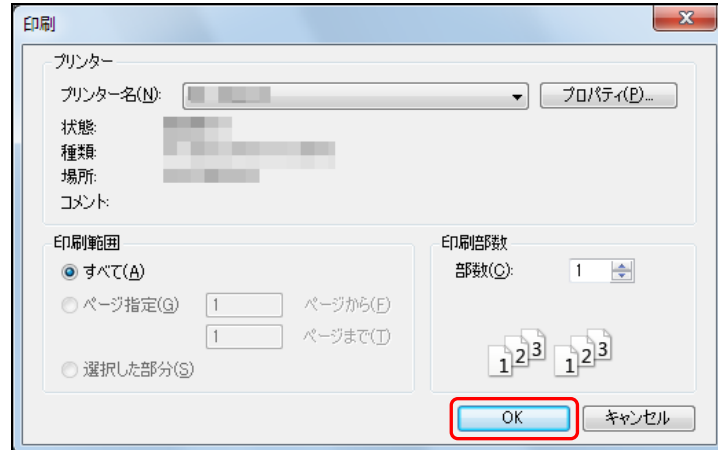 印刷
プリンター
プリンター名(N):
プロパティ(P)...
状態:
種類:
場所:
コメント:
印刷範囲
すべて(A)
ページ指定(G) 1 ページから(F)
1 ページまで(T)
選択した部分(S)
印刷部数
部数(C): 1
1 2 3 1 2 3
OK キャンセル